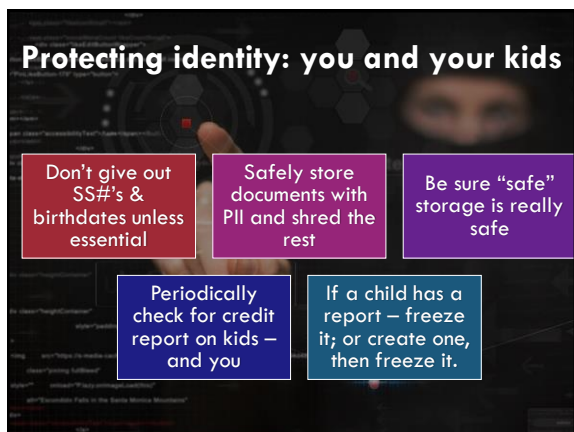 Protecting identity: you and your kids
Don't give out
SS#'s &
birthdates unless
essential
Safely store
documents with
PII and shred the
rest
Be sure "safe"
storage is really
safe
Periodically
check for credit
report on kids –
and you
If a child has a
report – freeze
it; or create one,
then freeze it.